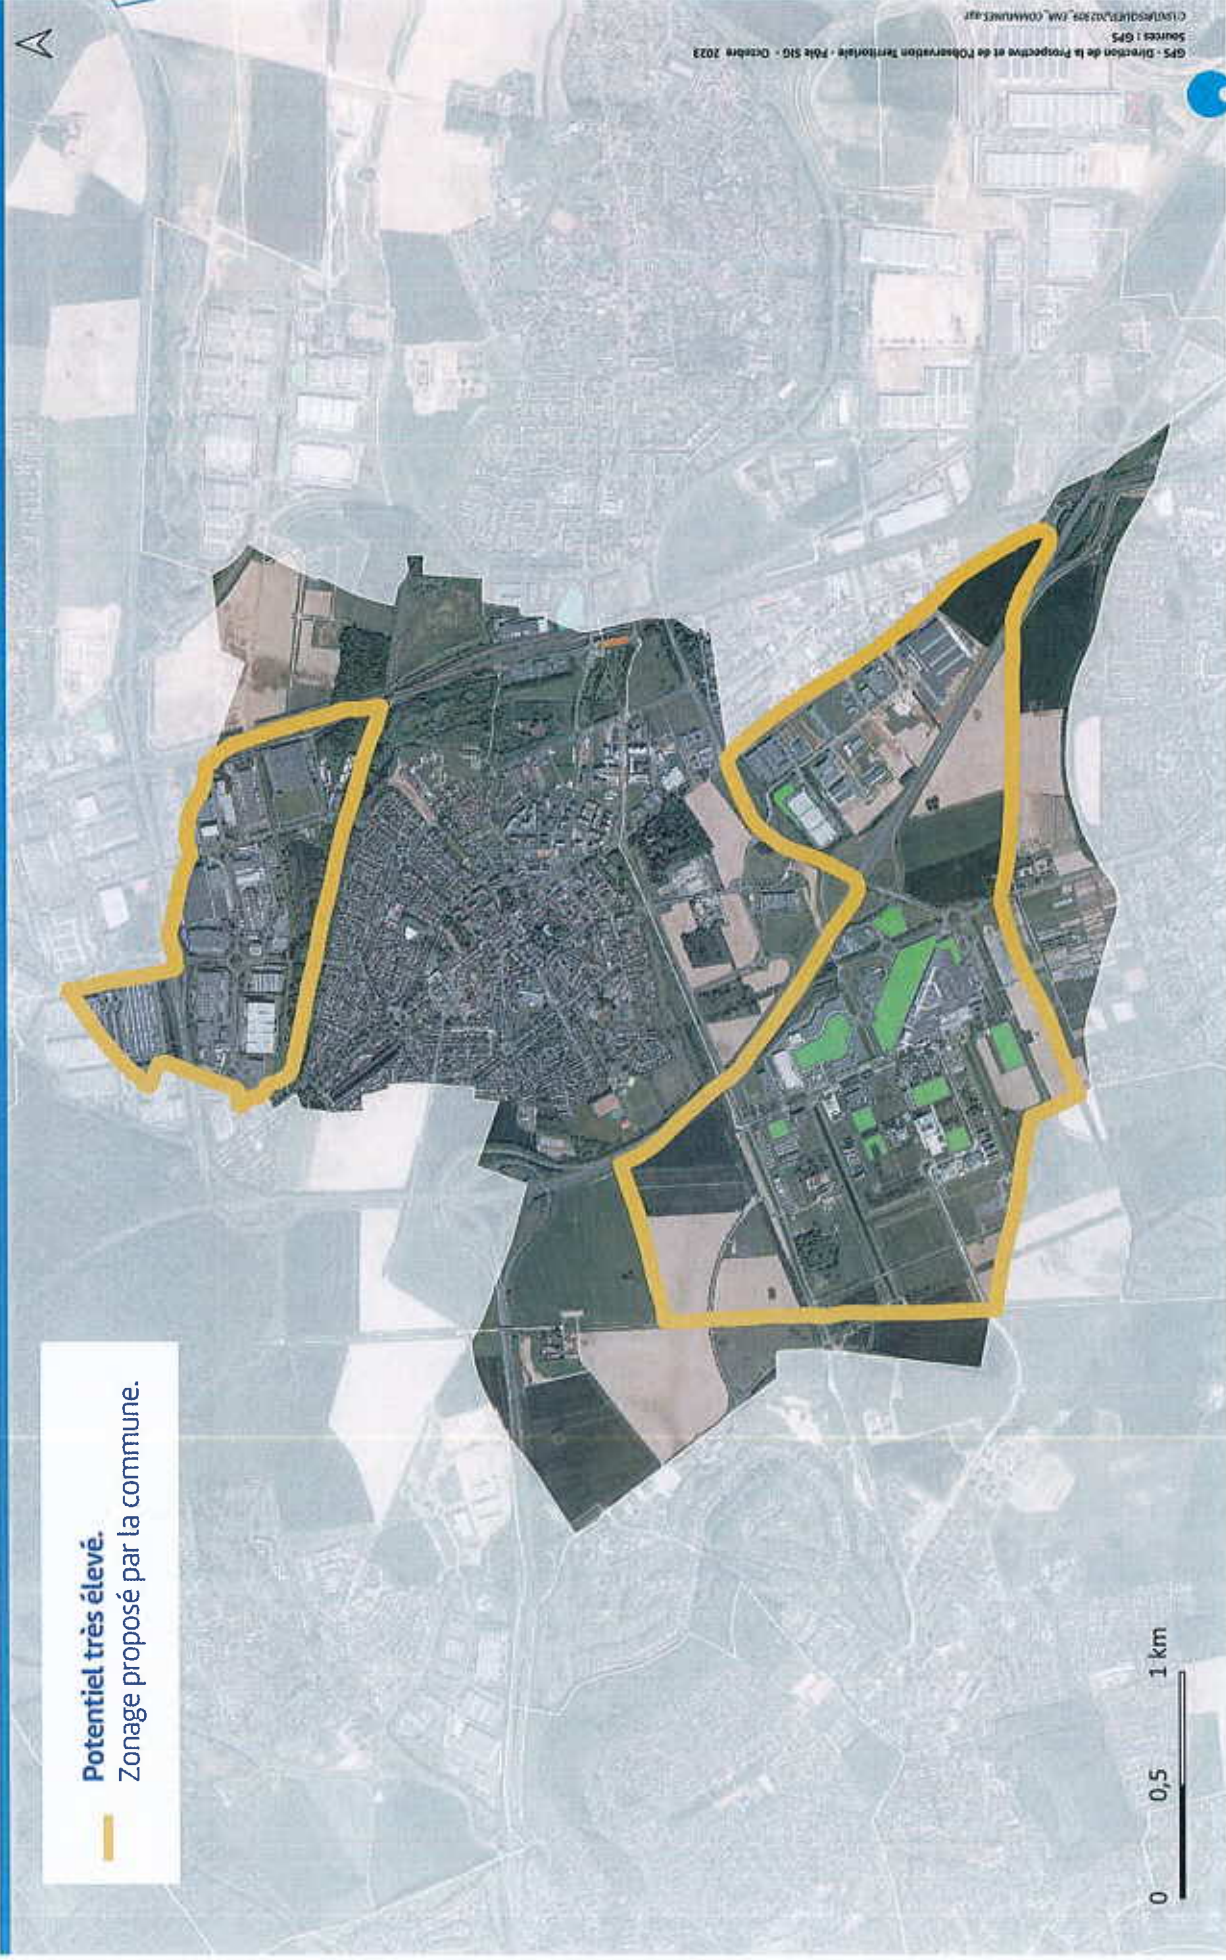 Potentiel très élevé.
Zonage proposé par la commune.
0 0,5 1 km
GPS - Direction de la Prospective et de l'Observation Territoriale - Pôle SIG - Octobre 2023
Sources : GPS